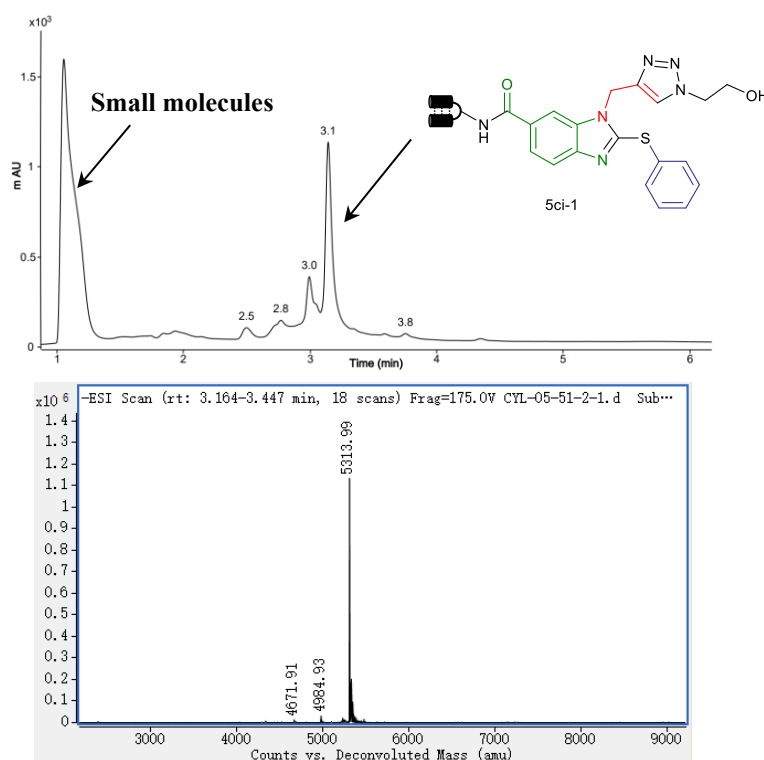 x10³
1.5
1
0.5
0
m AU
Small molecules
2.5
2.8
3.0
3.1
3.8
1
2
3
4
5
6
Time (min)
O
NH
N
N
S
N
N
N
OH
5ci-1
x10 6
-ESI Scan (rt: 3.164-3.447 min, 18 scans) Frag=175.0V CYL-05-51-2-1.d Sub…
1.4
1.3
1.2
1.1
1
0.9
0.8
0.7
0.6
0.5
0.4
0.3
0.2
0.1
0
4671.91
4984.93
5313.99
3000
4000
5000
6000
7000
8000
9000
Counts vs. Deconvoluted Mass (amu)